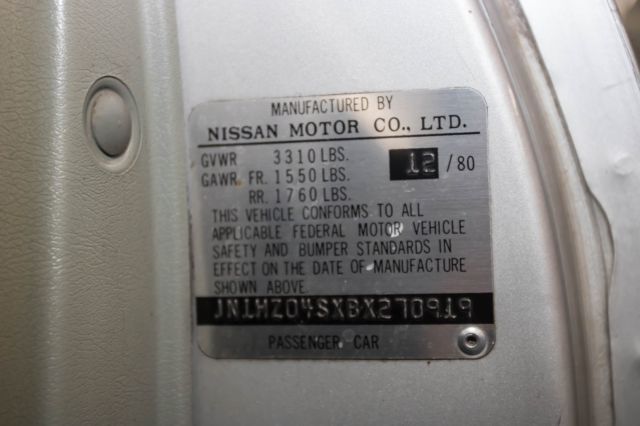 MANUFACTURED BY
NISSAN MOTOR CO., LTD.
GVWR 3310 LBS. 12 / 80
GAWR. FR. 1550 LBS.
RR. 1760 LBS.
THIS VEHICLE CONFORMS TO ALL
APPLICABLE FEDERAL MOTOR VEHICLE
SAFETY AND BUMPER STANDARDS IN
EFFECT ON THE DATE OF MANUFACTURE
SHOWN ABOVE.
JN1HZ04SXBX270919
PASSENGER CAR